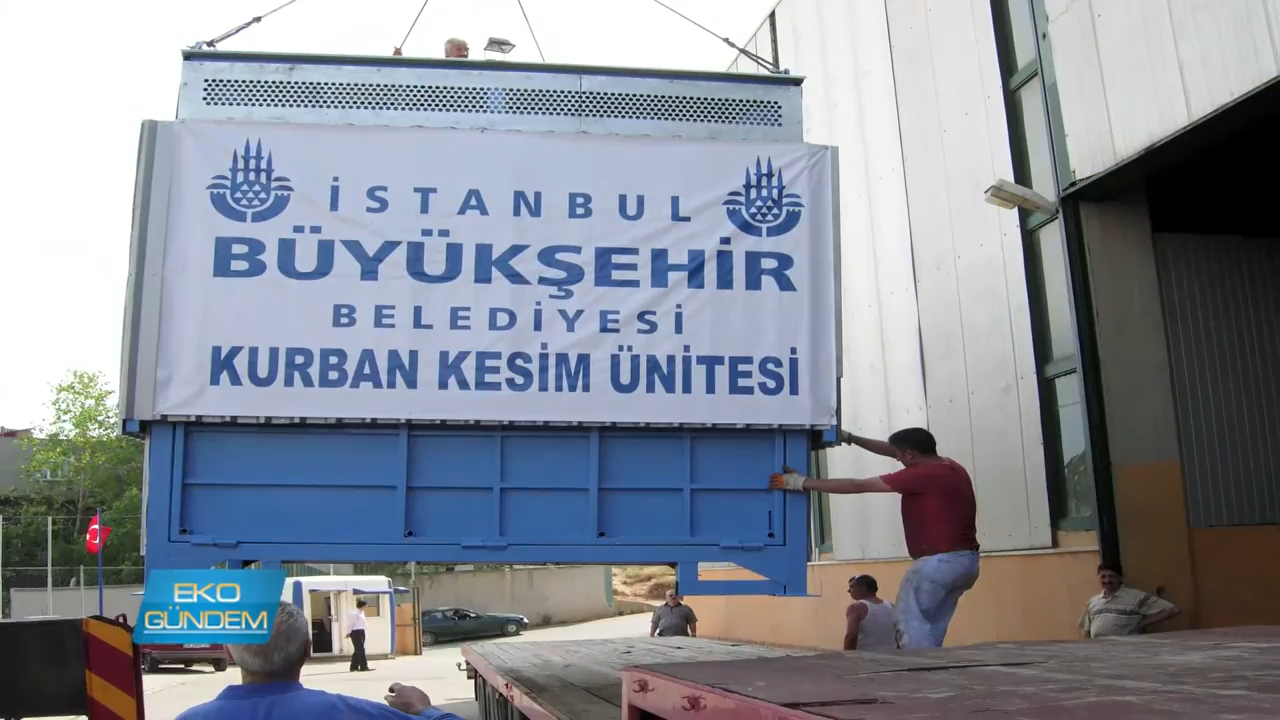 İSTANBUL
BÜYÜKŞEHİR
BELEDİYESİ
KURBAN KESİM ÜNİTESİ
EKO
GÜNDEM